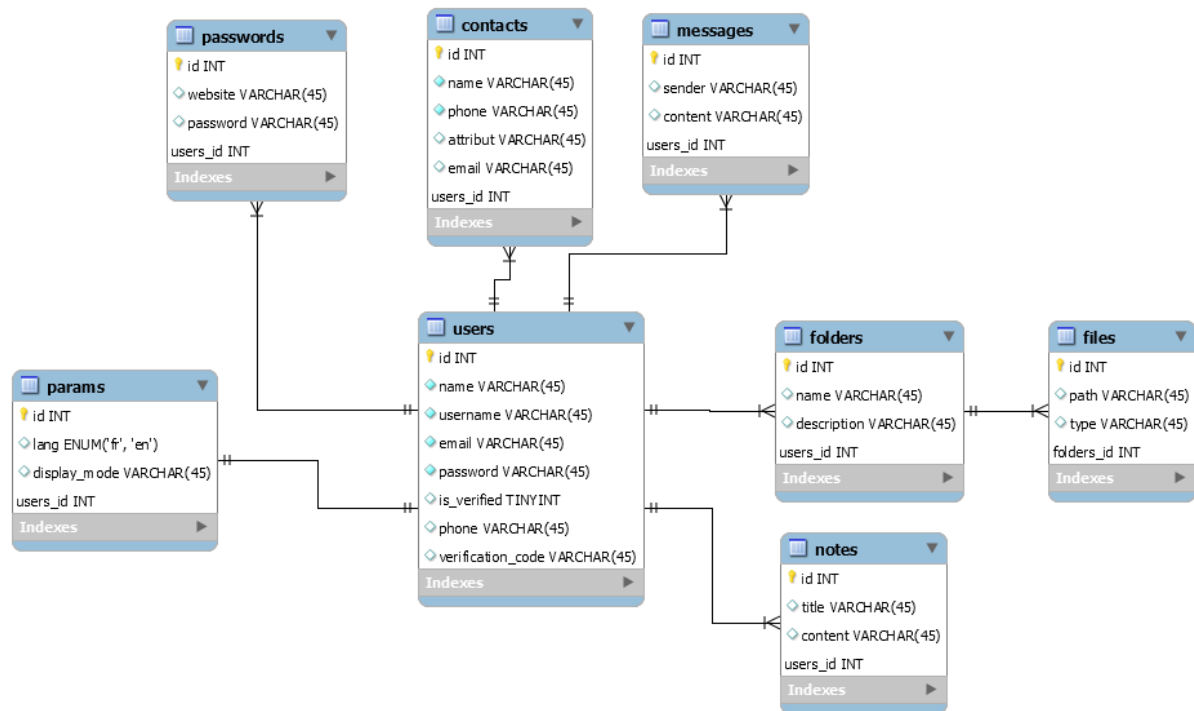 passwords
id INT
website VARCHAR(45)
password VARCHAR(45)
users_id INT
Indexes
contacts
id INT
name VARCHAR(45)
phone VARCHAR(45)
attribut VARCHAR(45)
email VARCHAR(45)
users_id INT
Indexes
messages
id INT
sender VARCHAR(45)
content VARCHAR(45)
users_id INT
Indexes
params
id INT
lang ENUM('fr', 'en')
display_mode VARCHAR(45)
users_id INT
Indexes
users
id INT
name VARCHAR(45)
username VARCHAR(45)
email VARCHAR(45)
password VARCHAR(45)
is_verified TINYINT
phone VARCHAR(45)
verification_code VARCHAR(45)
Indexes
folders
id INT
name VARCHAR(45)
description VARCHAR(45)
users_id INT
Indexes
files
id INT
path VARCHAR(45)
type VARCHAR(45)
folders_id INT
Indexes
notes
id INT
title VARCHAR(45)
content VARCHAR(45)
users_id INT
Indexes